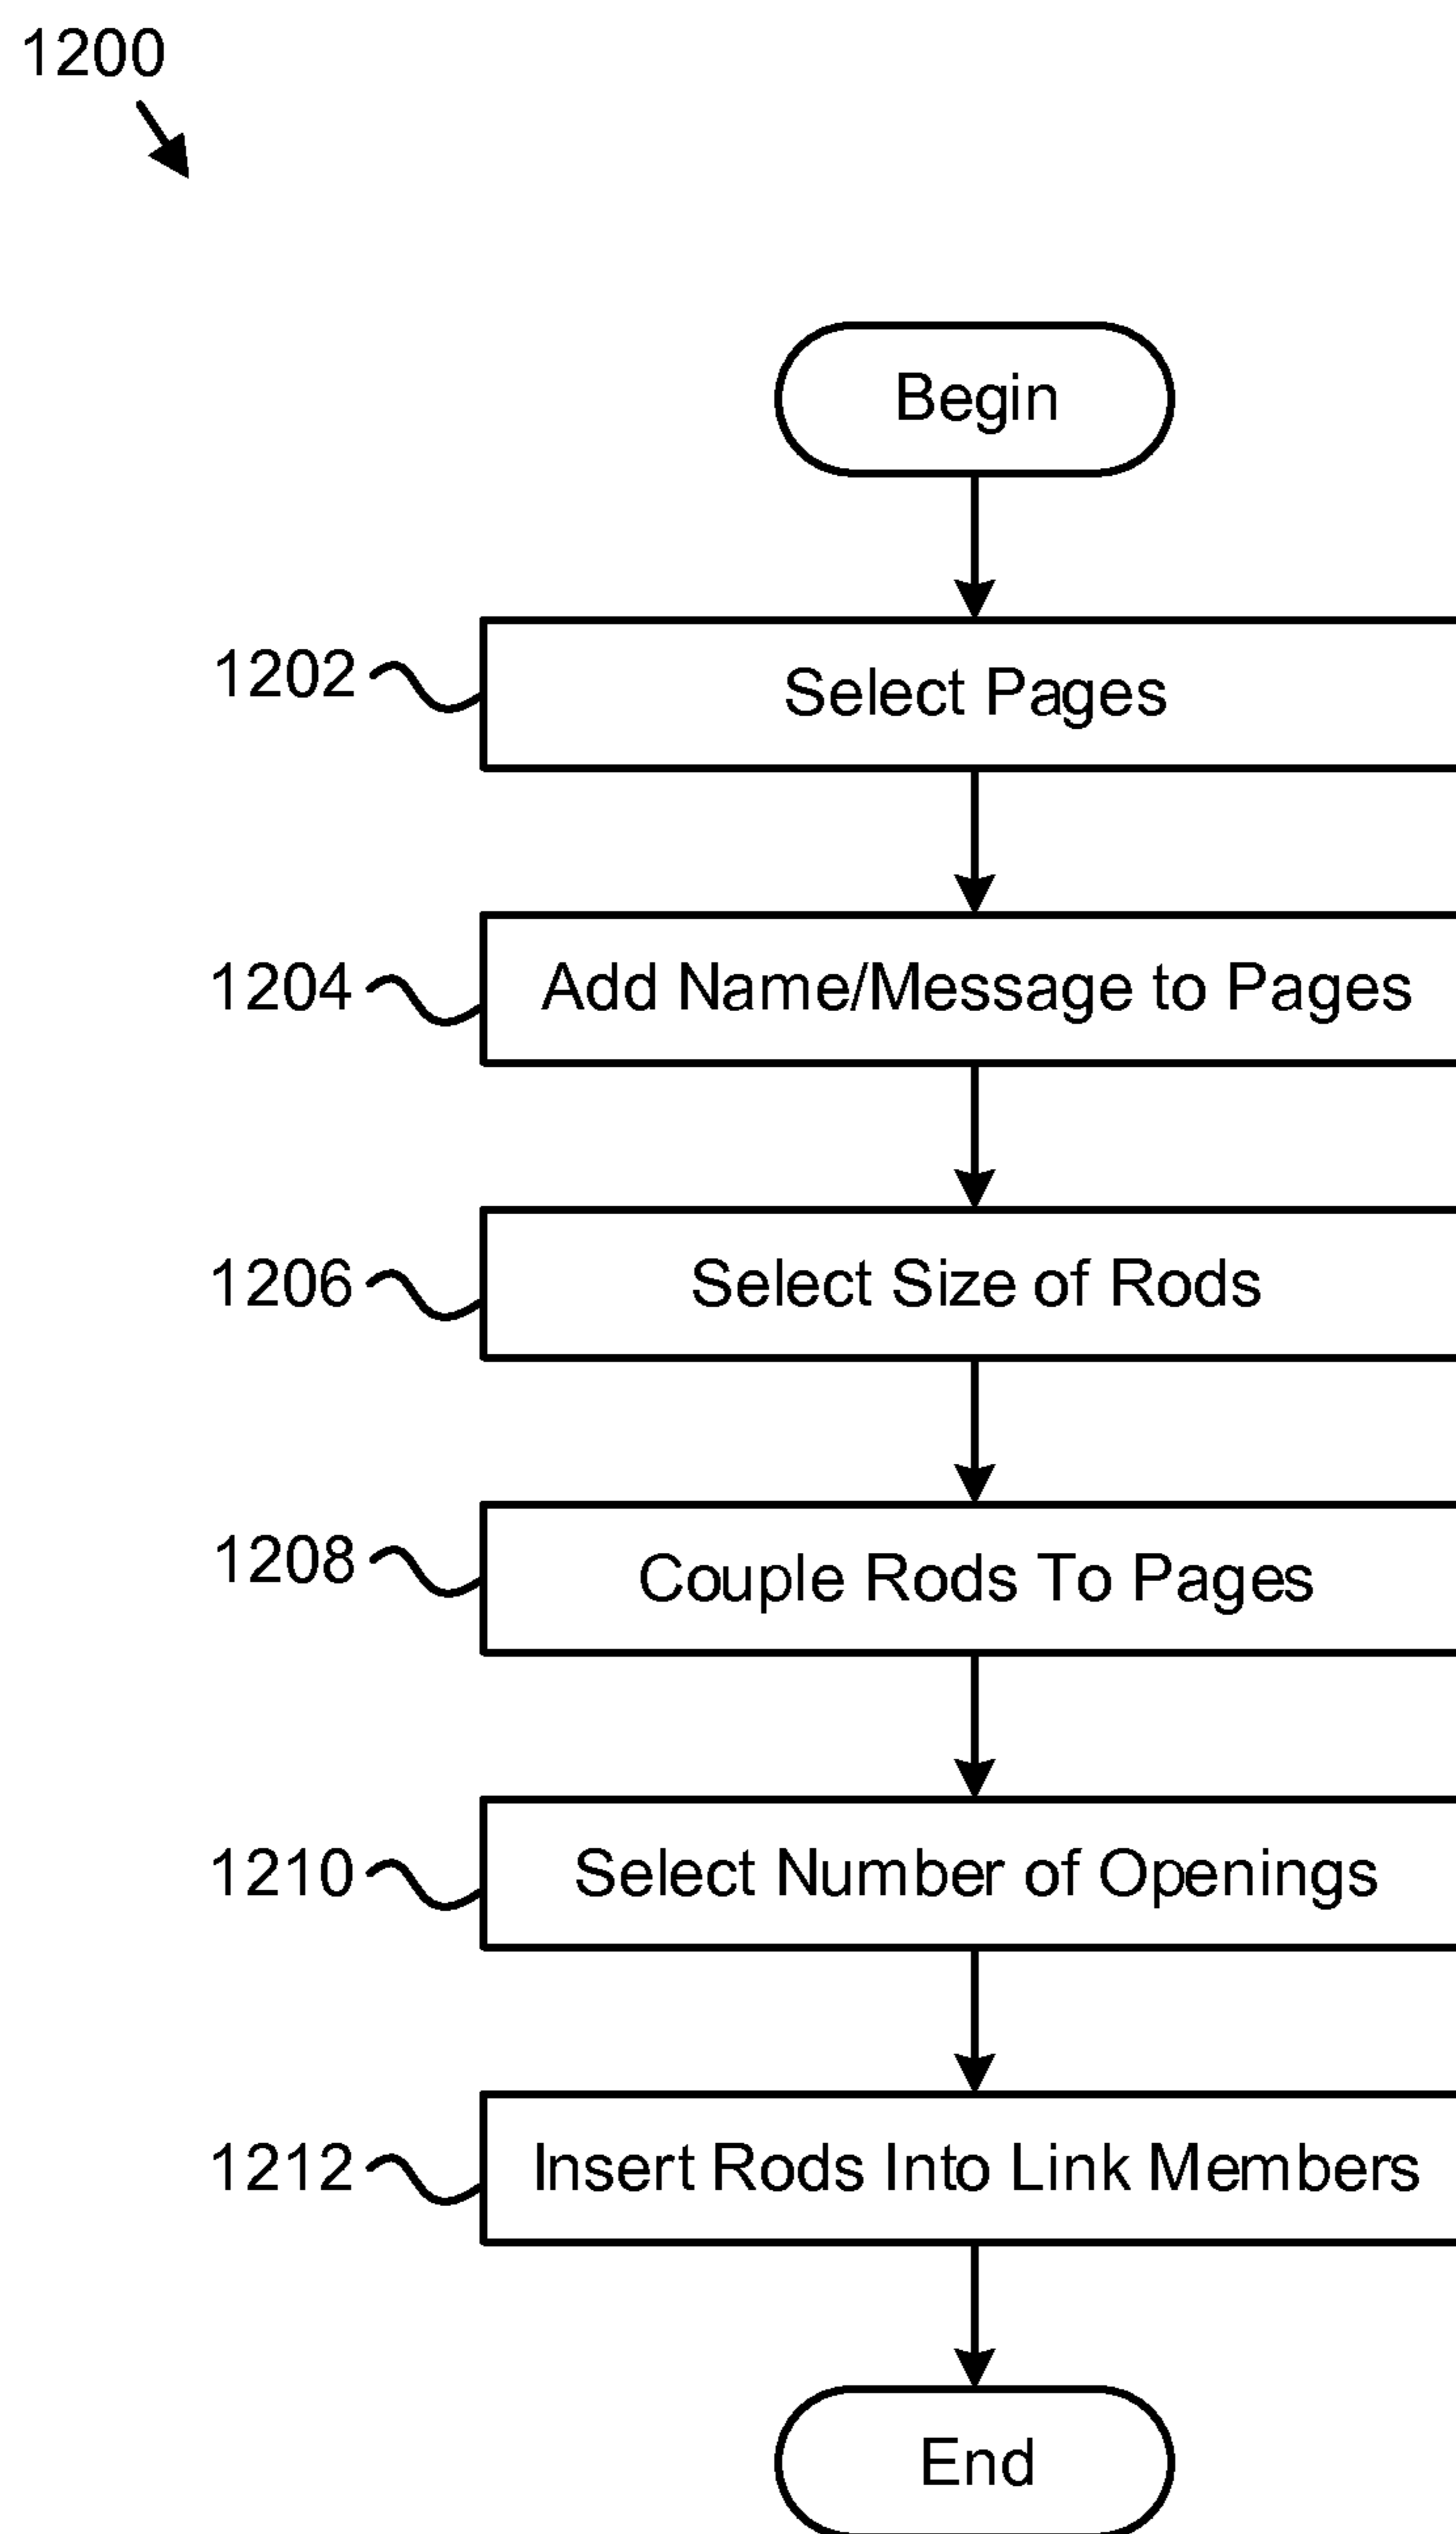 1200
Begin
1202
Select Pages
1204
Add Name/Message to Pages
1206
Select Size of Rods
1208
Couple Rods To Pages
1210
Select Number of Openings
1212
Insert Rods Into Link Members
End